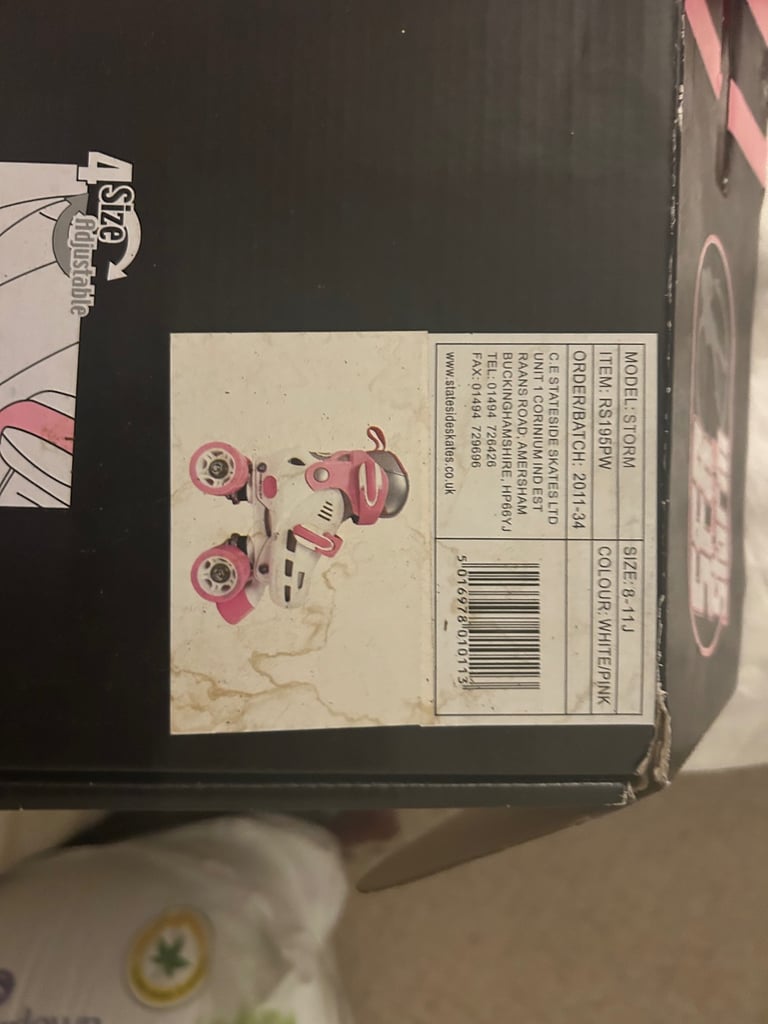 4 Size
Adjustable
MODEL: STORM
SIZE: 8-11J
ITEM: RS195PW
COLOUR: WHITE/PINK
ORDER/BATCH: 2011-34
C.E STATESIDE SKATES LTD
UNIT 1 CORINIUM IND EST
RAANS ROAD, AMERSHAM
BUCKINGHAMSHIRE, HP66YJ
TEL: 01494 726426
FAX: 01494 729696
www.statesideskates.co.uk
5 016978 010113